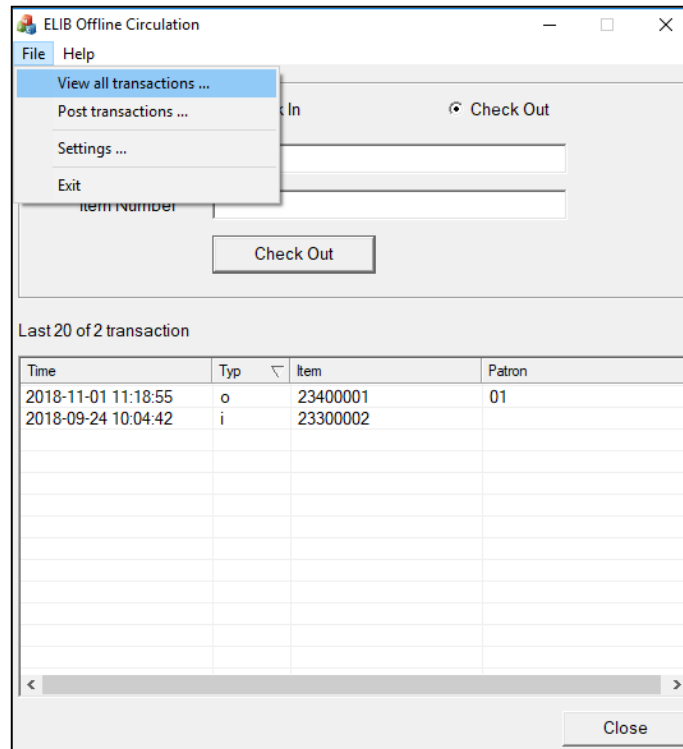 ELIB Offline Circulation
File Help
View all transactions ...
Post transactions ...
Settings ...
Exit
In
Check Out
Item Number
Check Out
Last 20 of 2 transaction
Time Typ Item Patron
2018-11-01 11:18:55 o 23400001 01
2018-09-24 10:04:42 i 23300002
Close